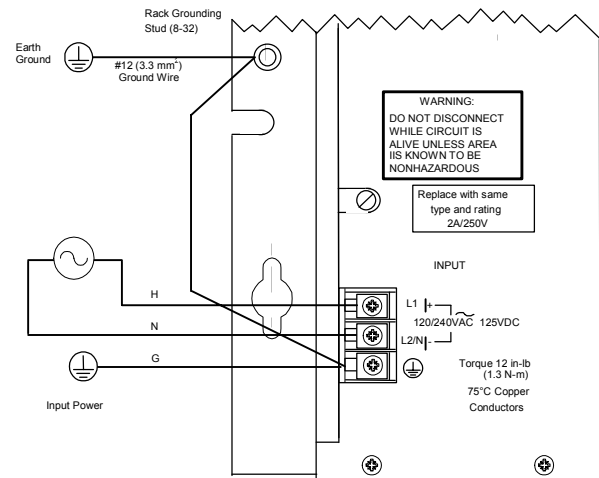 Rack Grounding
Stud (8-32)
Earth
Ground
#12 (3.3 mm²)
Ground Wire
WARNING:
DO NOT DISCONNECT
WHILE CIRCUIT IS
ALIVE UNLESS AREA
IIS KNOWN TO BE
NONHAZARDOUS
Replace with same
type and rating
2A/250V
INPUT
H
L1 +
120/240VAC 125VDC
N
L2/N -
G
Torque 12 in-lb
(1.3 N-m)
75°C Copper
Conductors
Input Power